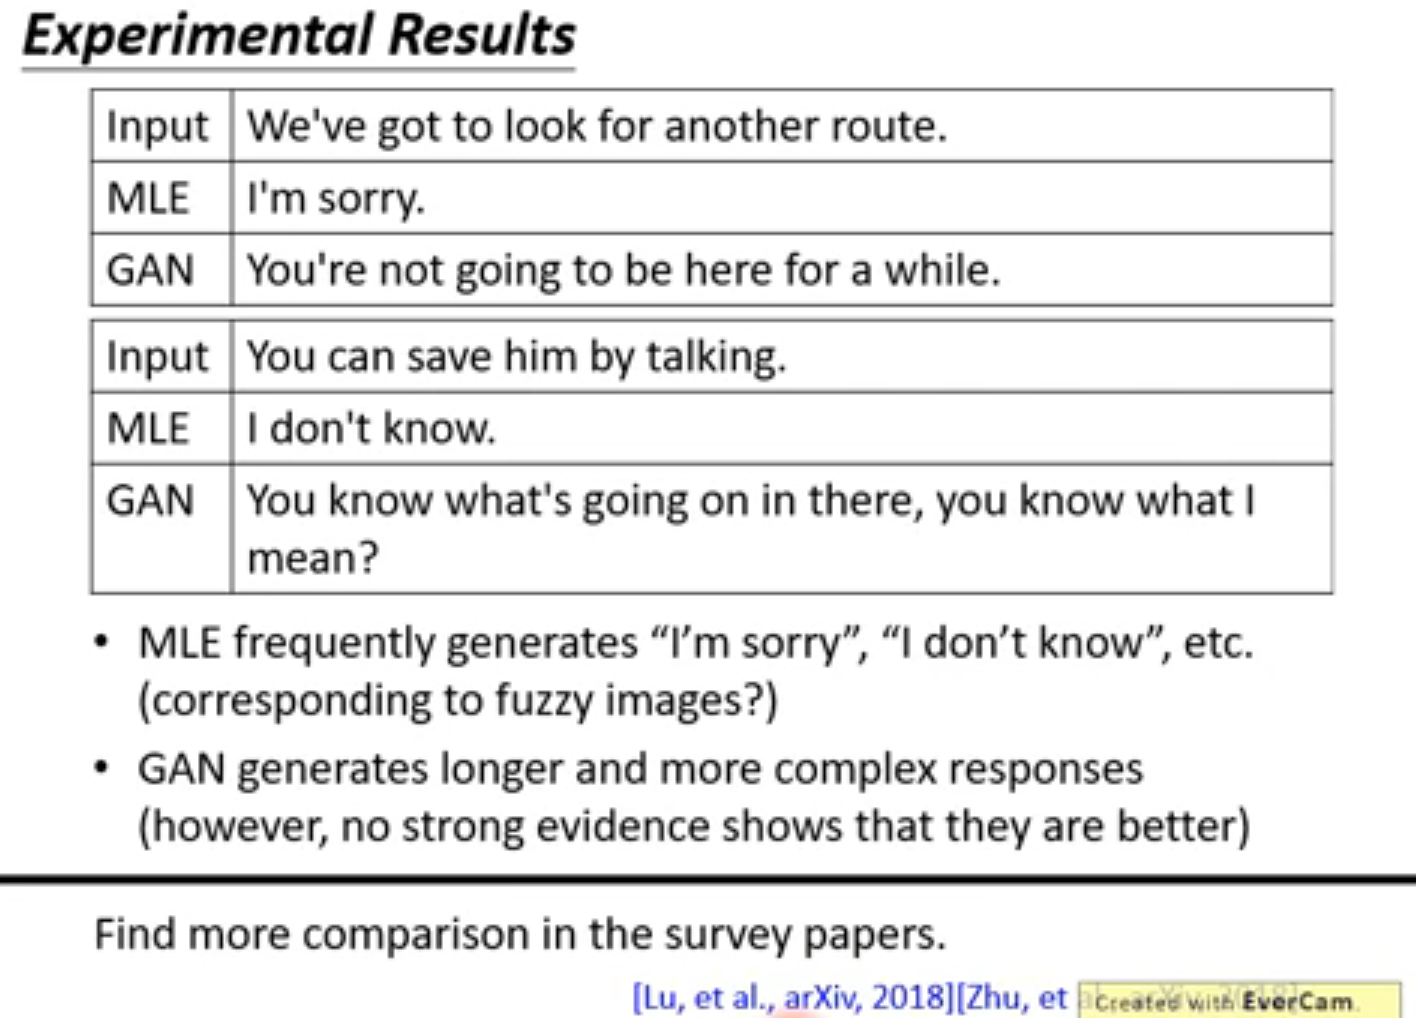 Experimental Results
Input We've got to look for another route.
MLE I'm sorry.
GAN You're not going to be here for a while.
Input You can save him by talking.
MLE I don't know.
GAN You know what's going on in there, you know what I
mean?
• MLE frequently generates “I’m sorry”, “I don’t know”, etc.
(corresponding to fuzzy images?)
• GAN generates longer and more complex responses
(however, no strong evidence shows that they are better)
Find more comparison in the survey papers.
[Lu, et al., arXiv, 2018][Zhu, et al., arXiv, 2018]
Created with EverCam.